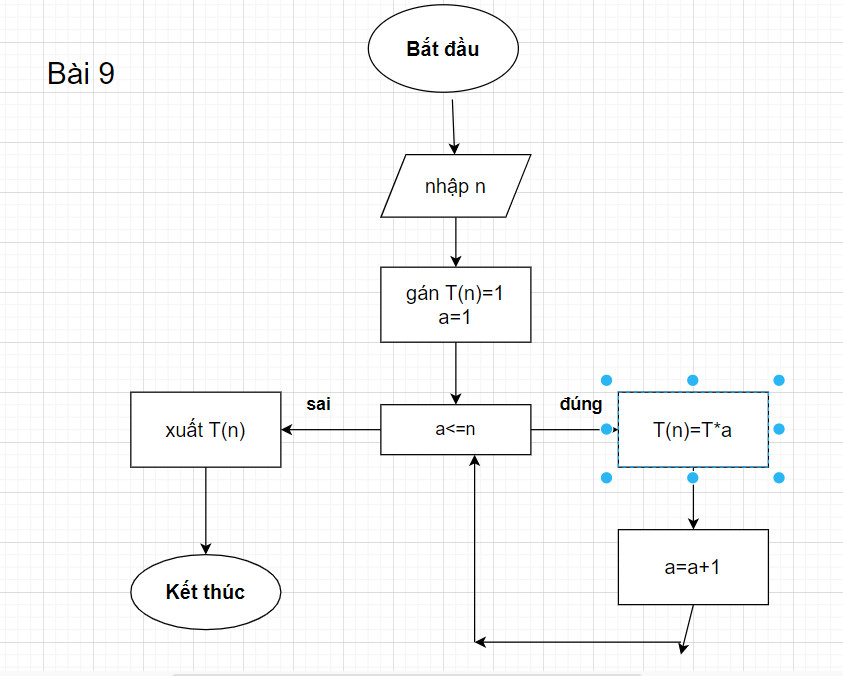 Bài 9
Bắt đầu
nhập n
gán T(n)=1
a=1
sai
đúng
xuất T(n)
a<=n
T(n)=T*a
a=a+1
Kết thúc